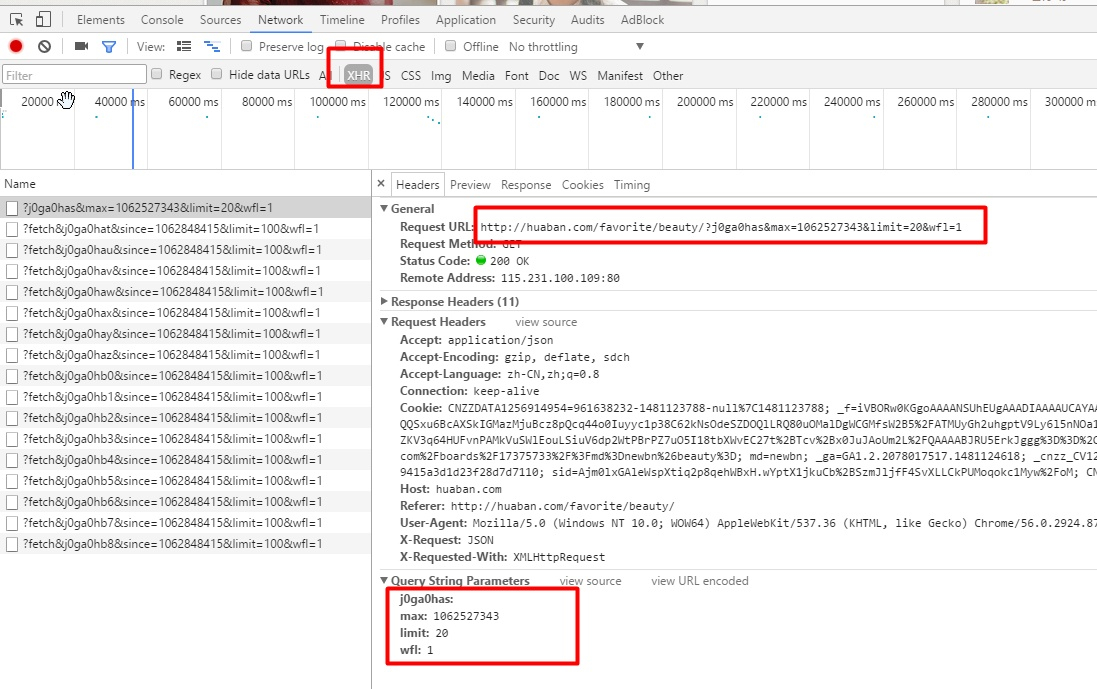 Elements Console Sources Network Timeline Profiles Application Security Audits AdBlock
View: Preserve log Disable cache Offline No throttling
Filter Regex Hide data URLs XHR CSS Img Media Font Doc WS Manifest Other
20000 40000 ms 60000 ms 80000 ms 100000 ms 120000 ms 140000 ms 160000 ms 180000 ms 200000 ms 220000 ms 240000 ms 260000 ms 280000 ms 300000 m
Name
?j0ga0has&max=1062527343&limit=20&wfl=1
?fetch&j0ga0hat&since=1062848415&limit=100&wfl=1
?fetch&j0ga0hau&since=1062848415&limit=100&wfl=1
?fetch&j0ga0hav&since=1062848415&limit=100&wfl=1
?fetch&j0ga0haw&since=1062848415&limit=100&wfl=1
?fetch&j0ga0hax&since=1062848415&limit=100&wfl=1
?fetch&j0ga0hay&since=1062848415&limit=100&wfl=1
?fetch&j0ga0haz&since=1062848415&limit=100&wfl=1
?fetch&j0ga0hb0&since=1062848415&limit=100&wfl=1
?fetch&j0ga0hb1&since=1062848415&limit=100&wfl=1
?fetch&j0ga0hb2&since=1062848415&limit=100&wfl=1
?fetch&j0ga0hb3&since=1062848415&limit=100&wfl=1
?fetch&j0ga0hb4&since=1062848415&limit=100&wfl=1
?fetch&j0ga0hb5&since=1062848415&limit=100&wfl=1
?fetch&j0ga0hb6&since=1062848415&limit=100&wfl=1
?fetch&j0ga0hb7&since=1062848415&limit=100&wfl=1
?fetch&j0ga0hb8&since=1062848415&limit=100&wfl=1
Headers Preview Response Cookies Timing
General
Request URL: http://huaban.com/favorite/beauty/?j0ga0has&max=1062527343&limit=20&wfl=1
Request Method: GET
Status Code: 200 OK
Remote Address: 115.231.100.109:80
Response Headers (11)
Request Headers view source
Accept: application/json
Accept-Encoding: gzip, deflate, sdch
Accept-Language: zh-CN,zh;q=0.8
Connection: keep-alive
Cookie: CNZZDATA1256914954=961638232-1481123788-null%7C1481123788; _f=iVBORw0KGgoAAAANSUhEUgAAADIAAAAUCAYAA
QQSxu6BcAXSkIGMazMjuBcz8pQcq44o0Iuyyc1p3C62kNsOdeSZDOQlLRQ80uOMalDgWCGMfsW2B5%2FATMUyGh2uhgptV9Ly6l5nNOa1
ZKV3q64HUFvnPAMkVuSWlEouLSiuV6dp2WtPBrPZ7uO5I18tbXWvEC27t%2BTcv%2Bx0JuJAoUm2L%2FQAAAABJRU5ErkJggg%3D%3D%2C
com%2Fboards%2F17375733%2F%3Fmd%3Dnewbn%26beauty%3D; md=newbn; _ga=GA1.2.2078017517.1481124618; _cnzz_CV12
9415a3d1d23f28d7d7110; sid=Ajm0lxGAleWspXtiq2p8qehWBxH.wYptX1jkuCb%2BSzmJljfF4SvXLLCkPUMoqokc1Myw%2FoM; CN
Host: huaban.com
Referer: http://huaban.com/favorite/beauty/
User-Agent: Mozilla/5.0 (Windows NT 10.0; WOW64) AppleWebKit/537.36 (KHTML, like Gecko) Chrome/56.0.2924.87
X-Request: JSON
X-Requested-With: XMLHttpRequest
Query String Parameters view source view URL encoded
j0ga0has:
max: 1062527343
limit: 20
wfl: 1